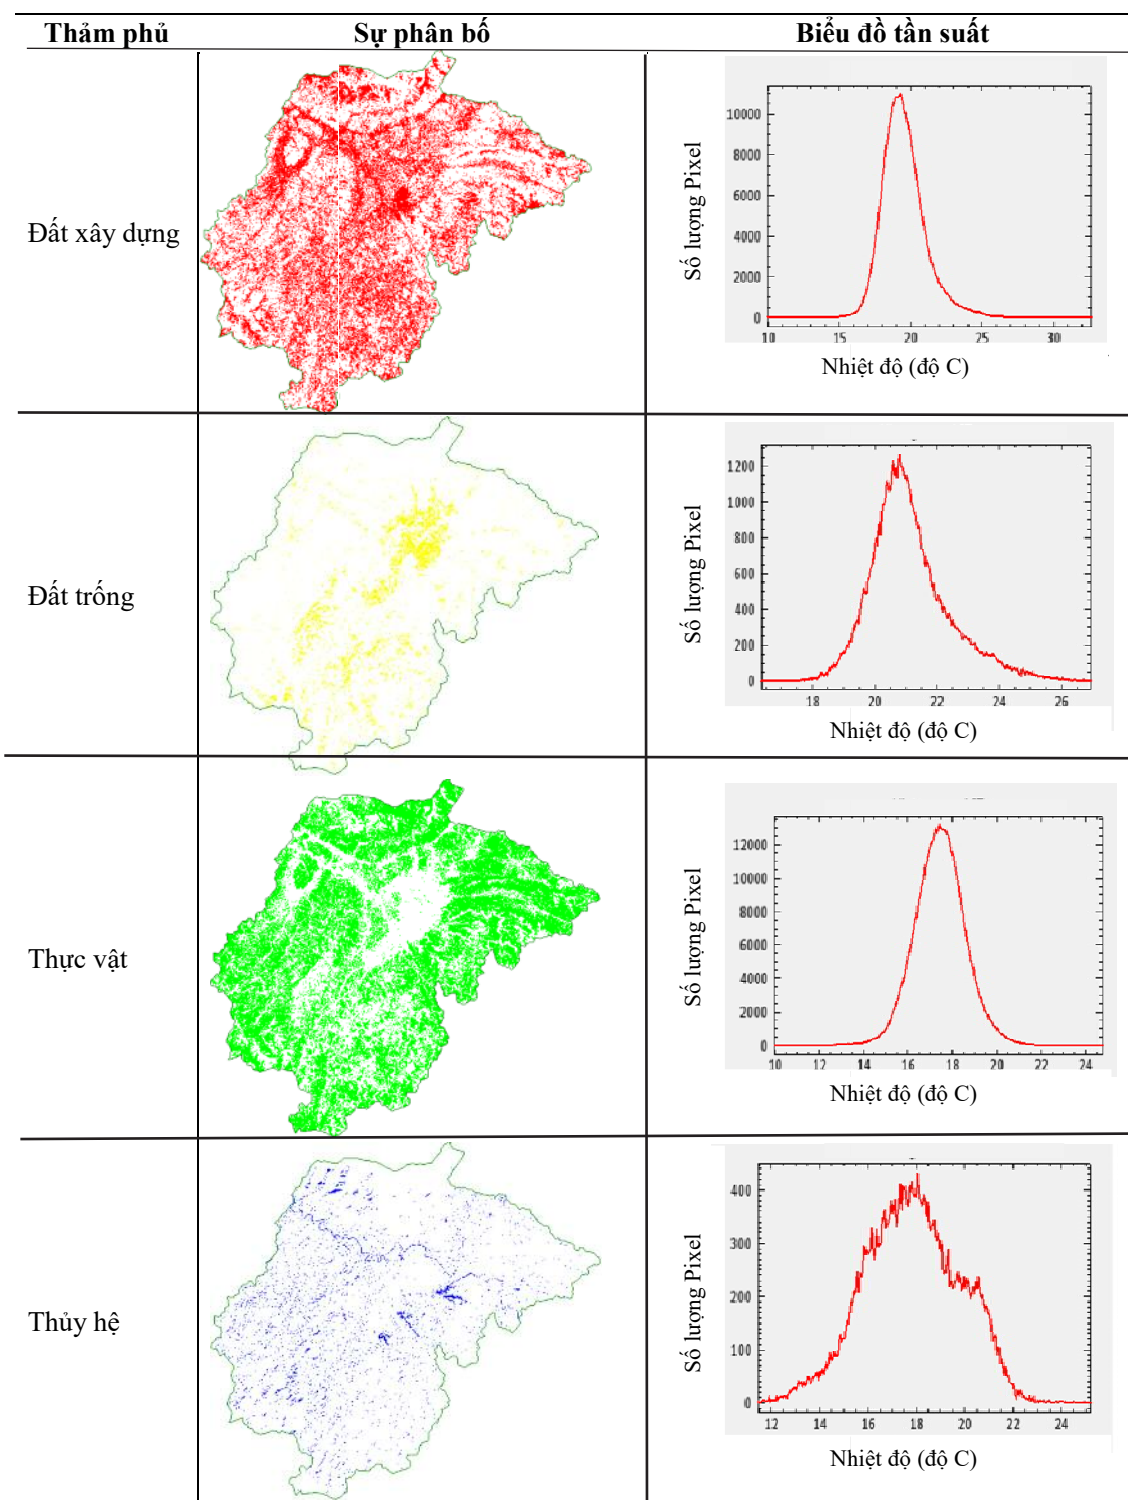 Thảm phủ Sự phân bố Biểu đồ tần suất
Đất xây dựng
Số lượng Pixel
10000
8000
6000
4000
2000
0
10 15 20 25 30
Nhiệt độ (độ C)
Đất trống
Số lượng Pixel
1200
1000
800
600
400
200
0
18 20 22 24 26
Nhiệt độ (độ C)
Thực vật
Số lượng Pixel
12000
10000
8000
6000
4000
2000
0
10 12 14 16 18 20 22 24
Nhiệt độ (độ C)
Thủy hệ
Số lượng Pixel
400
300
200
100
0
12 14 16 18 20 22 24
Nhiệt độ (độ C)